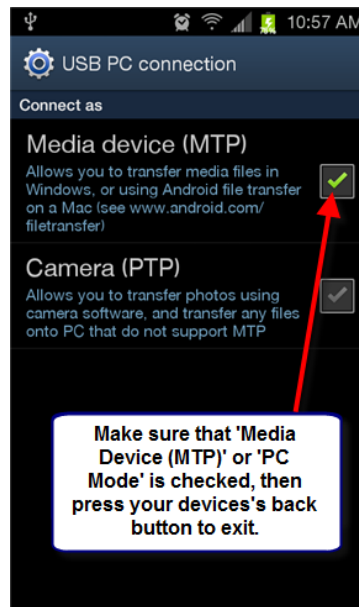 10:57 AM
USB PC connection
Connect as
Media device (MTP)
Allows you to transfer media files in
Windows, or using Android file transfer
on a Mac (see www.android.com/
filetransfer)
Camera (PTP)
Allows you to transfer photos using
camera software, and transfer any files
onto PC that do not support MTP
Make sure that 'Media
Device (MTP)' or 'PC
Mode' is checked, then
press your devices's back
button to exit.